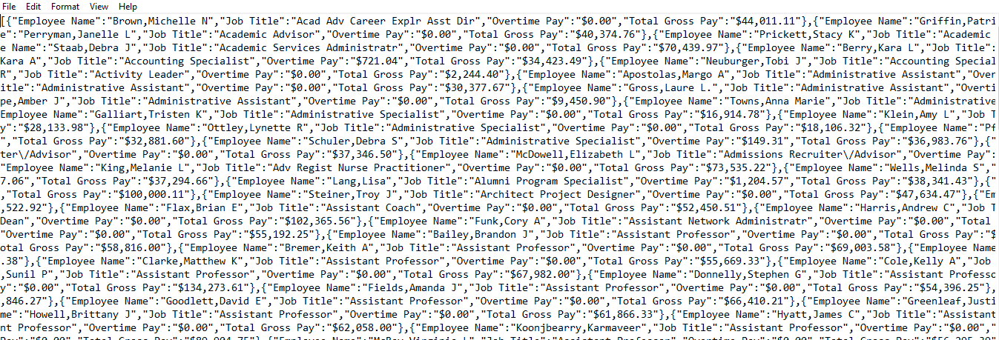 File Edit Format View Help
[{"Employee Name":"Brown,Michelle N","Job Title":"Acad Adv Career Explr Asst Dir","Overtime Pay":"$0.00","Total Gross Pay":"$44,011.11"},{"Employee Name":"Griffin,Patri
e":"Perryman,Janelle L","Job Title":"Academic Advisor","Overtime Pay":"$0.00","Total Gross Pay":"$40,374.76"},{"Employee Name":"Prickett,Stacy K","Job Title":"Academic
e Name":"Staab,Debra J","Job Title":"Academic Services Administratr","Overtime Pay":"$0.00","Total Gross Pay":"$70,439.97"},{"Employee Name":"Berry,Kara L","Job Title":
Kara A","Job Title":"Accounting Specialist","Overtime Pay":"$721.04","Total Gross Pay":"$34,423.49"},{"Employee Name":"Neuburger,Tobi J","Job Title":"Accounting Special
R","Job Title":"Activity Leader","Overtime Pay":"$0.00","Total Gross Pay":"$2,244.40"},{"Employee Name":"Apostolas,Margo A","Job Title":"Administrative Assistant","Over
itle":"Administrative Assistant","Overtime Pay":"$0.00","Total Gross Pay":"$30,377.67"},{"Employee Name":"Gross,Laure L.","Job Title":"Administrative Assistant","Overti
pe,Amber J","Job Title":"Administrative Assistant","Overtime Pay":"$0.00","Total Gross Pay":"$9,450.90"},{"Employee Name":"Towns,Anna Marie","Job Title":"Administrative
Employee Name":"Galliart,Tristen K","Job Title":"Administrative Specialist","Overtime Pay":"$0.00","Total Gross Pay":"$16,914.78"},{"Employee Name":"Klein,Amy L","Job T
y":"$28,133.98"},{"Employee Name":"Ottley,Lynette R","Job Title":"Administrative Specialist","Overtime Pay":"$0.00","Total Gross Pay":"$18,106.32"},{"Employee Name":"Pf
","Total Gross Pay":"$32,881.60"},{"Employee Name":"Schuler,Debra S","Job Title":"Administrative Specialist","Overtime Pay":"$149.31","Total Gross Pay":"$36,983.76"},{"
ter\/Advisor","Overtime Pay":"$0.00","Total Gross Pay":"$37,346.50"},{"Employee Name":"McDowell,Elizabeth L","Job Title":"Admissions Recruiter\/Advisor","Overtime Pay":
"Employee Name":"King,Melanie L","Job Title":"Adv Regist Nurse Practitioner","Overtime Pay":"$0.00","Total Gross Pay":"$73,535.22"},{"Employee Name":"Wells,Melinda S","
7.06","Total Gross Pay":"$37,294.66"},{"Employee Name":"Lang,Lisa","Job Title":"Alumni Program Specialist","Overtime Pay":"$1,204.57","Total Gross Pay":"$38,341.43"},{"
,"Total Gross Pay":"$100,000.11"},{"Employee Name":"Steiner,Troy J","Job Title":"Architect Project Designer","Overtime Pay":"$0.00","Total Gross Pay":"$47,634.47"},{"Em
,522.92"},{"Employee Name":"Flax,Brian E","Job Title":"Assistant Coach","Overtime Pay":"$0.00","Total Gross Pay":"$52,450.51"},{"Employee Name":"Harris,Andrew C","Job T
Dean","Overtime Pay":"$0.00","Total Gross Pay":"$102,365.56"},{"Employee Name":"Funk,Cory A","Job Title":"Assistant Network Administratr","Overtime Pay":"$0.00","Total
"Overtime Pay":"$0.00","Total Gross Pay":"$55,192.25"},{"Employee Name":"Bailey,Brandon J","Job Title":"Assistant Professor","Overtime Pay":"$0.00","Total Gross Pay":"$
otal Gross Pay":"$58,816.00"},{"Employee Name":"Bremer,Keith A","Job Title":"Assistant Professor","Overtime Pay":"$0.00","Total Gross Pay":"$69,003.58"},{"Employee Name
.38"},{"Employee Name":"Clarke,Matthew K","Job Title":"Assistant Professor","Overtime Pay":"$0.00","Total Gross Pay":"$55,669.33"},{"Employee Name":"Cole,Kelly A","Job
,Sunil P","Job Title":"Assistant Professor","Overtime Pay":"$0.00","Total Gross Pay":"$67,982.00"},{"Employee Name":"Donnelly,Stephen G","Job Title":"Assistant Professo
y":"$0.00","Total Gross Pay":"$134,273.61"},{"Employee Name":"Fields,Amanda J","Job Title":"Assistant Professor","Overtime Pay":"$0.00","Total Gross Pay":"$54,396.25"},
,846.27"},{"Employee Name":"Goodlett,David E","Job Title":"Assistant Professor","Overtime Pay":"$0.00","Total Gross Pay":"$66,410.21"},{"Employee Name":"Greenleaf,Justi
me":"Howell,Brittany J","Job Title":"Assistant Professor","Overtime Pay":"$0.00","Total Gross Pay":"$61,866.33"},{"Employee Name":"Hyatt,James C","Job Title":"Assistant
nt Professor","Overtime Pay":"$0.00","Total Gross Pay":"$62,058.00"},{"Employee Name":"Koonjbearry,Karmaveer","Job Title":"Assistant Professor","Overtime Pay":"$0.00","